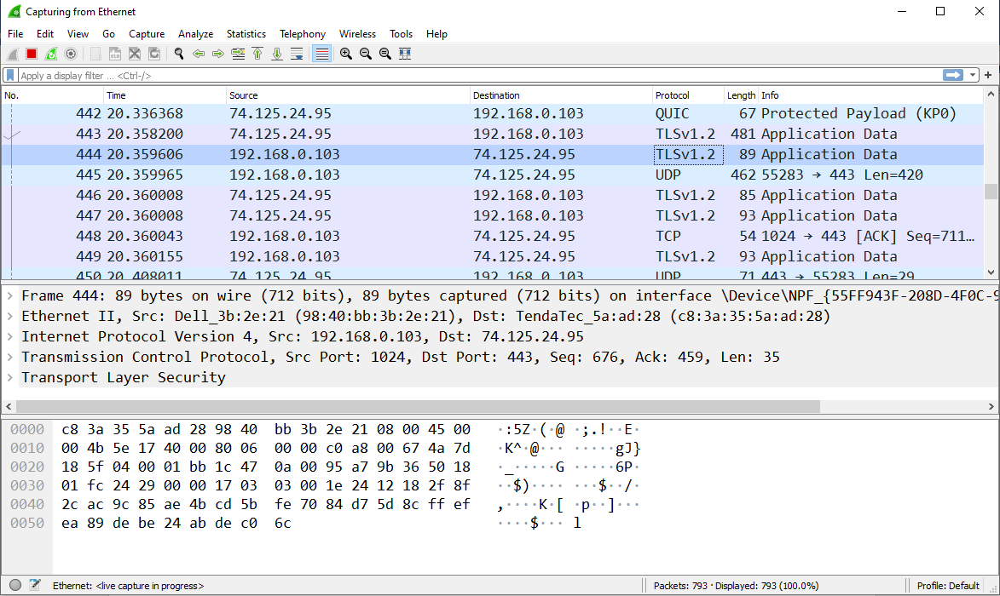 Capturing from Ethernet
File Edit View Go Capture Analyze Statistics Telephony Wireless Tools Help
Apply a display filter ... <Ctrl-/>
No. Time Source Destination Protocol Length Info
442 20.336368 74.125.24.95 192.168.0.103 QUIC 67 Protected Payload (KP0)
443 20.358200 74.125.24.95 192.168.0.103 TLSv1.2 481 Application Data
444 20.359606 192.168.0.103 74.125.24.95 TLSv1.2 89 Application Data
445 20.359965 192.168.0.103 74.125.24.95 UDP 462 55283 → 443 Len=420
446 20.360008 74.125.24.95 192.168.0.103 TLSv1.2 85 Application Data
447 20.360008 74.125.24.95 192.168.0.103 TLSv1.2 93 Application Data
448 20.360043 192.168.0.103 74.125.24.95 TCP 54 1024 → 443 [ACK] Seq=711…
449 20.360155 192.168.0.103 74.125.24.95 TLSv1.2 93 Application Data
450 20.408011 74.125.24.95 192.168.0.103 UDP 71 443 → 55283 Len=29
Frame 444: 89 bytes on wire (712 bits), 89 bytes captured (712 bits) on interface \Device\NPF_{55FF943F-208D-4F0C-9
Ethernet II, Src: Dell_3b:2e:21 (98:40:bb:3b:2e:21), Dst: TendaTec_5a:ad:28 (c8:3a:35:5a:ad:28)
Internet Protocol Version 4, Src: 192.168.0.103, Dst: 74.125.24.95
Transmission Control Protocol, Src Port: 1024, Dst Port: 443, Seq: 676, Ack: 459, Len: 35
Transport Layer Security
0000 c8 3a 35 5a ad 28 98 40 bb 3b 2e 21 08 00 45 00 ·:5Z·(·@ ·;.!··E·
0010 00 4b 5e 17 40 00 80 06 00 00 c0 a8 00 67 4a 7d ·K^·@··· ·····gJ}
0020 18 5f 04 00 01 bb 1c 47 0a 00 95 a7 9b 36 50 18 ·_·····G ·····6P·
0030 01 fc 24 29 00 00 17 03 03 00 1e 24 12 18 2f 8f ··$)···· ···$··/·
0040 2c ac 9c 85 ae 4b cd 5b fe 70 84 d7 5d 8c ff ef ,····K·[ ·p··]···
0050 ea 89 de be 24 ab de c0 6c ····$··· l
Ethernet: <live capture in progress> Packets: 793 · Displayed: 793 (100.0%) Profile: Default